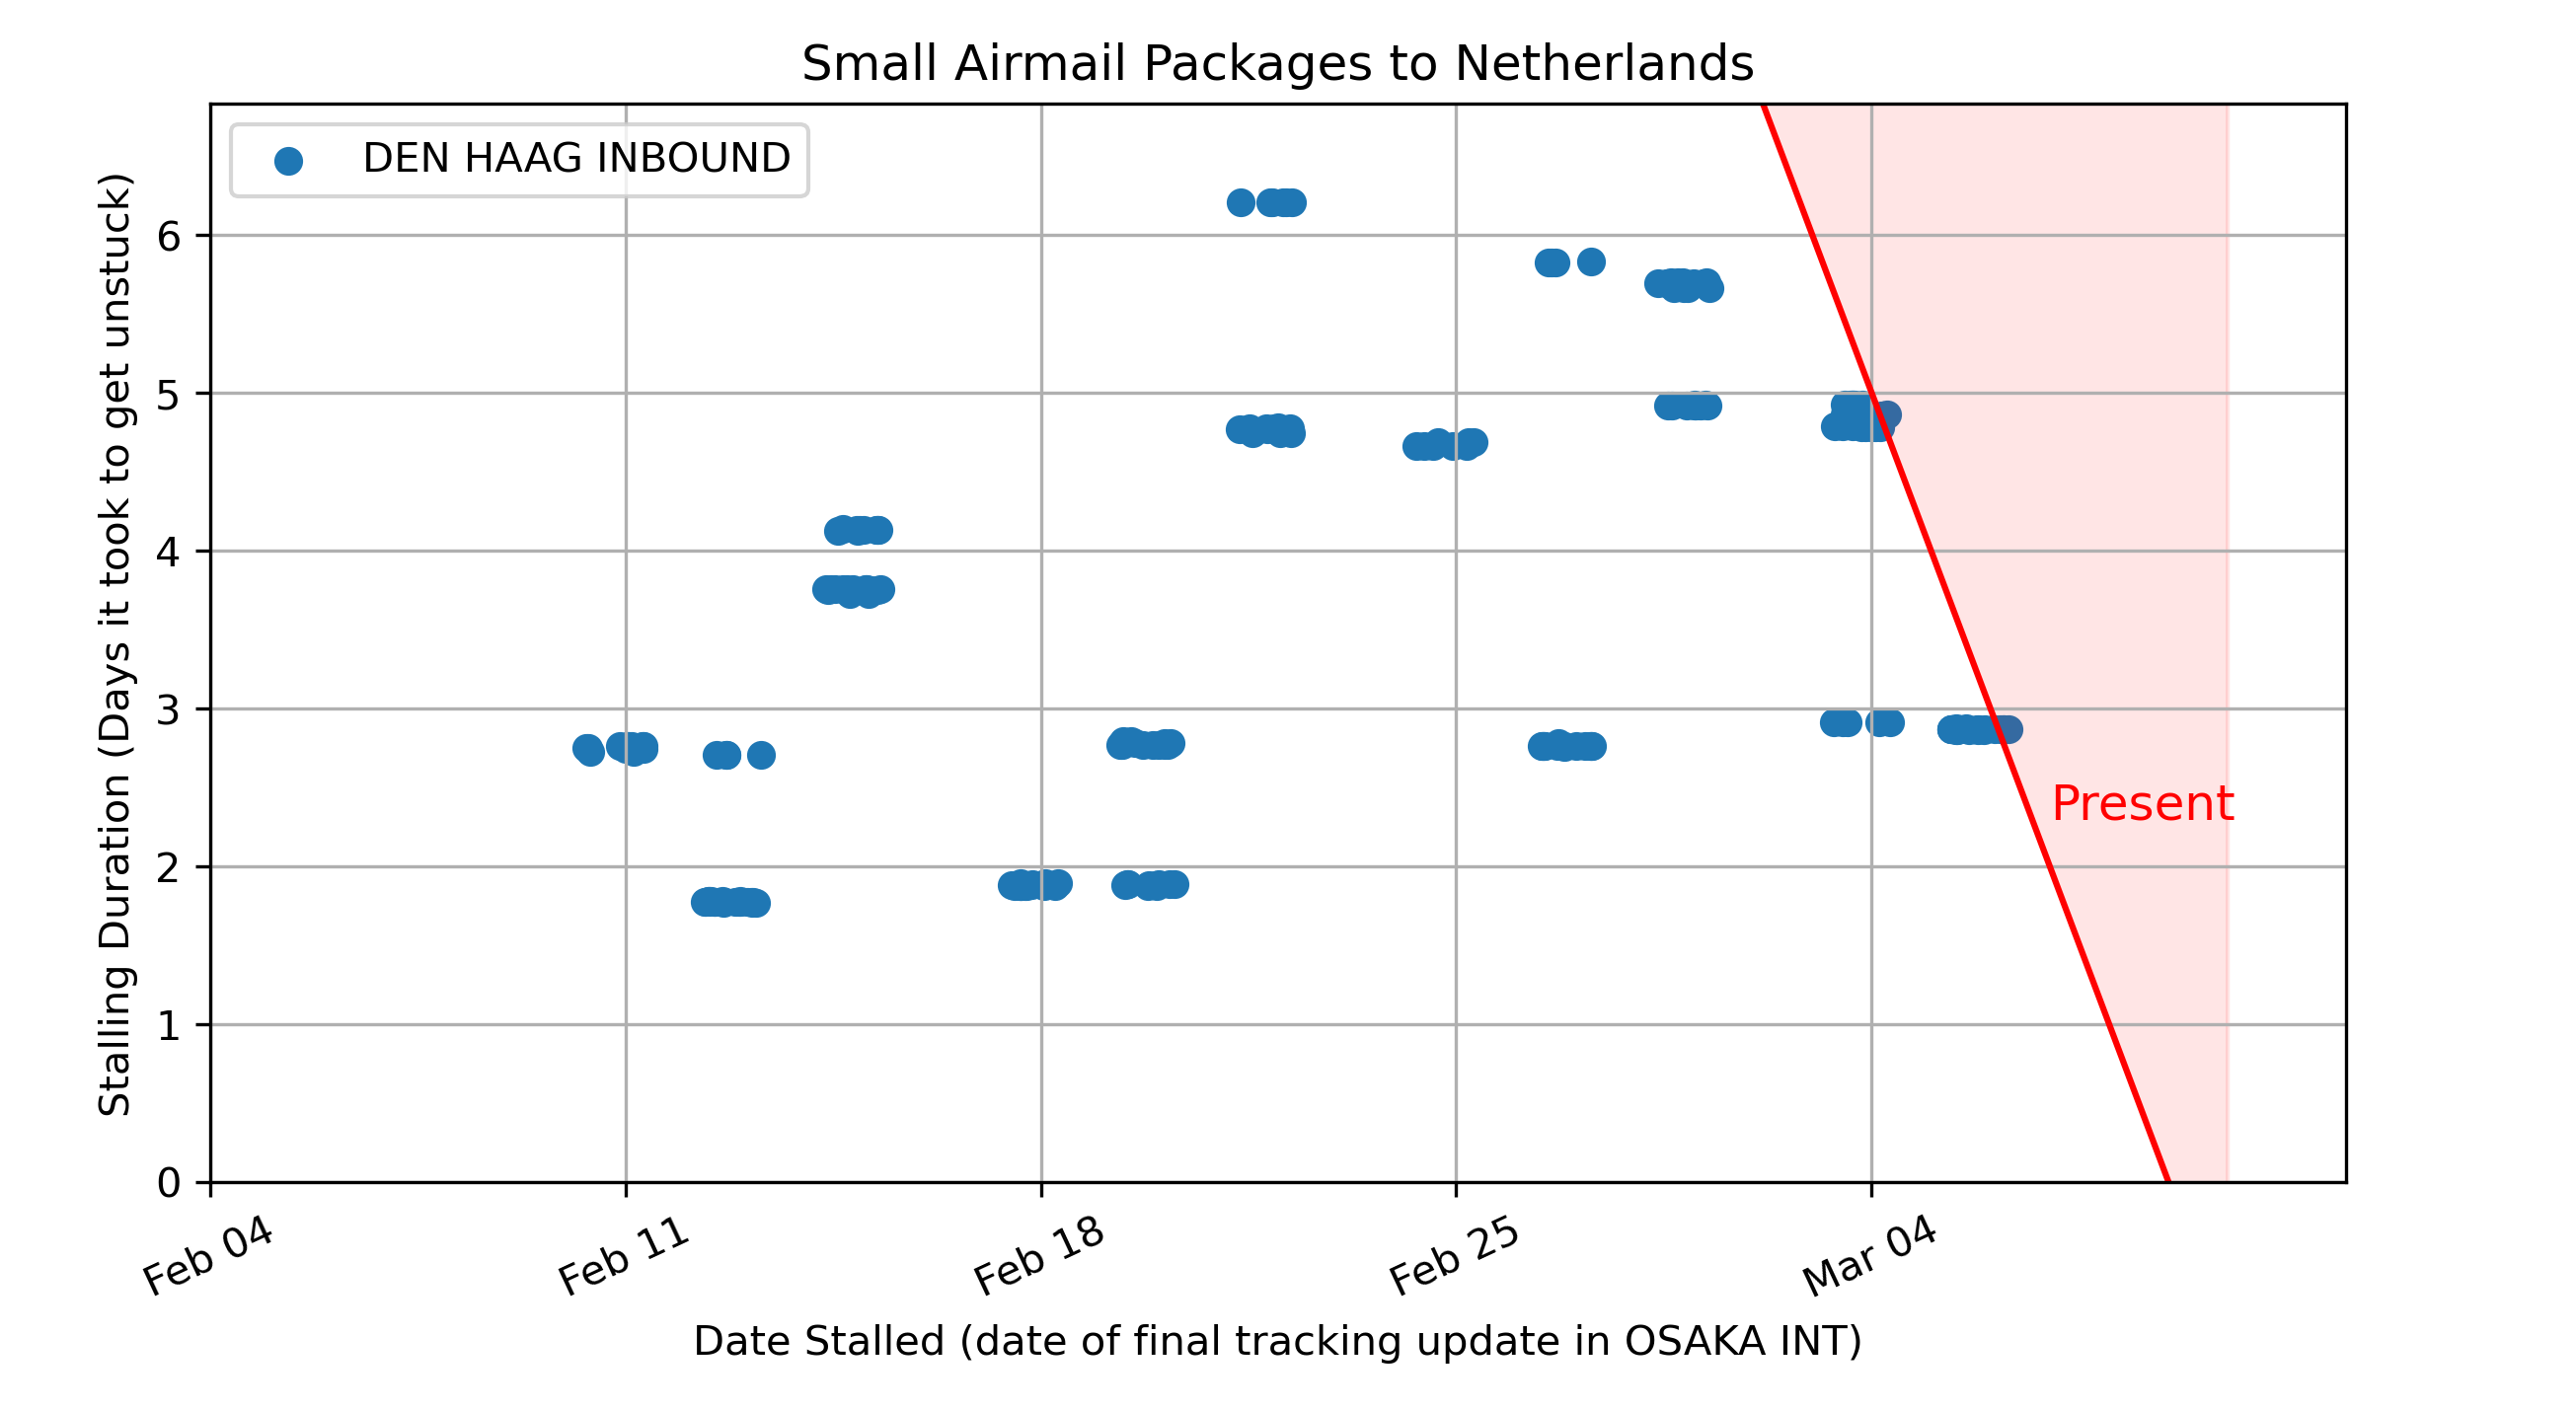 Small Airmail Packages to Netherlands
DEN HAAG INBOUND
Stalling Duration (Days it took to get unstuck)
6
5
4
3
2
1
0
Present
Feb 04
Feb 11
Feb 18
Feb 25
Mar 04
Date Stalled (date of final tracking update in OSAKA INT)